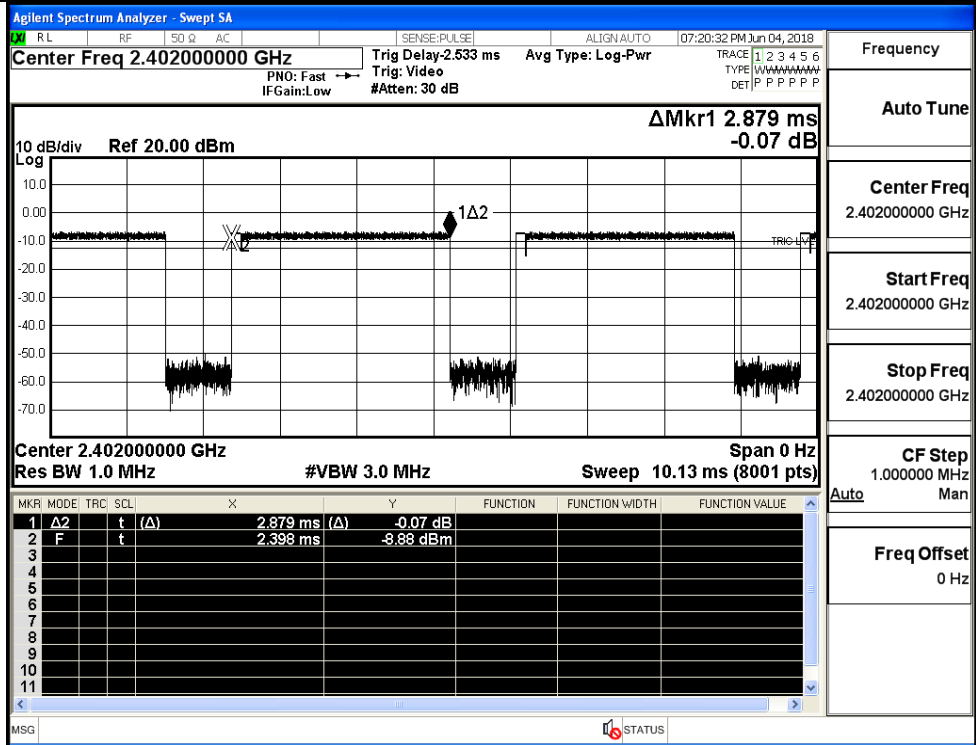 Agilent Spectrum Analyzer - Swept SA
LXI RL RF 50 Ω AC SENSE:PULSE ALIGN AUTO 07:20:32 PM Jun 04, 2018
Center Freq 2.402000000 GHz
PNO: Fast
IFGain:Low
Trig Delay-2.533 ms
Trig: Video
#Atten: 30 dB
Avg Type: Log-Pwr
TRACE 1 2 3 4 5 6
TYPE WWWWWW
DET P P P P P P
ΔMkr1 2.879 ms
-0.07 dB
10 dB/div Ref 20.00 dBm
Log
10.0
0.00
-10.0
-20.0
-30.0
-40.0
-50.0
-60.0
-70.0
1Δ2
2
TRIG LVL
Center 2.402000000 GHz Span 0 Hz
Res BW 1.0 MHz #VBW 3.0 MHz Sweep 10.13 ms (8001 pts)
MKR MODE TRC SCL X Y FUNCTION FUNCTION WIDTH FUNCTION VALUE
1 Δ2 t (Δ) 2.879 ms (Δ) -0.07 dB
2 F t 2.398 ms -8.88 dBm
3
4
5
6
7
8
9
10
11
MSG STATUS
Frequency
Auto Tune
Center Freq
2.402000000 GHz
Start Freq
2.402000000 GHz
Stop Freq
2.402000000 GHz
CF Step
1.000000 MHz
Auto Man
Freq Offset
0 Hz